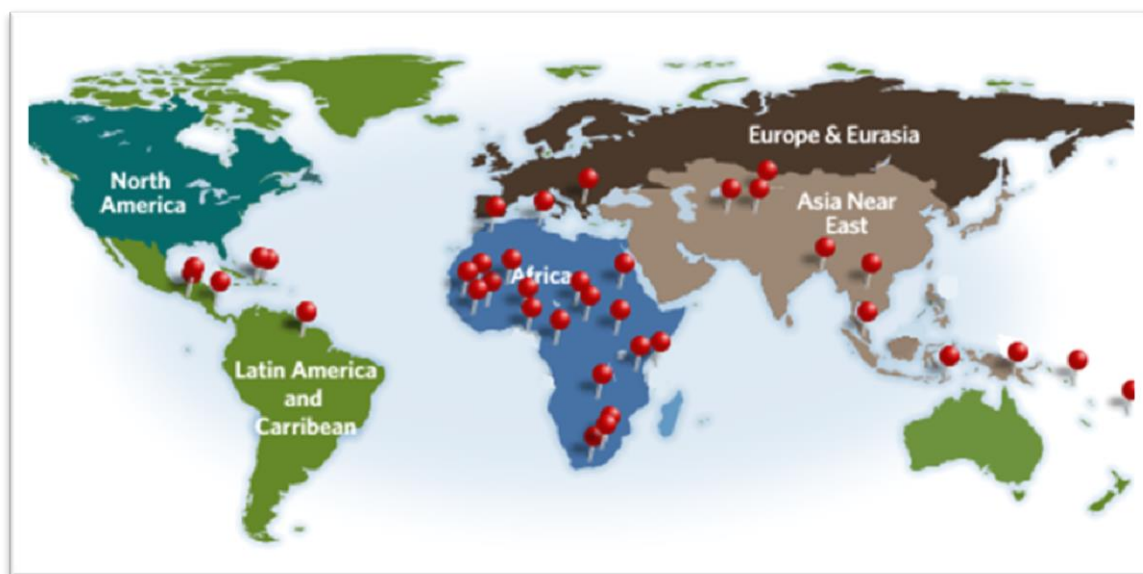 North
America
Europe & Eurasia
Asia Near
East
Africa
Latin America
and
Carribean